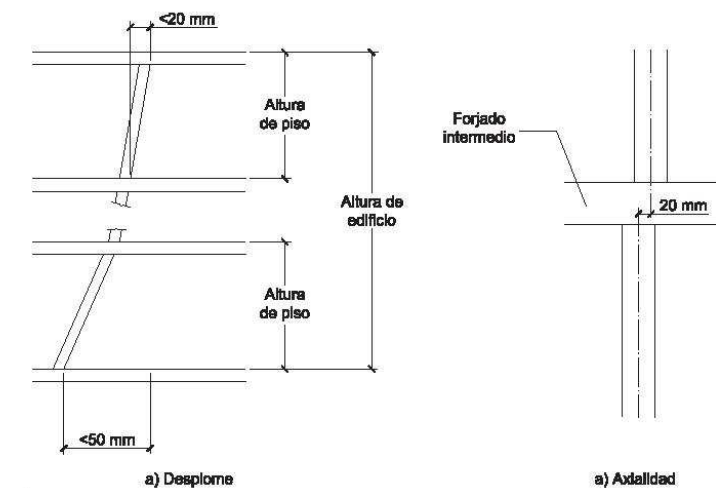 <20 mm
Altura
de piso
Altura de
edificio
Altura
de piso
<50 mm
a) Desplome
Forjado
intermedio
20 mm
a) Axialidad